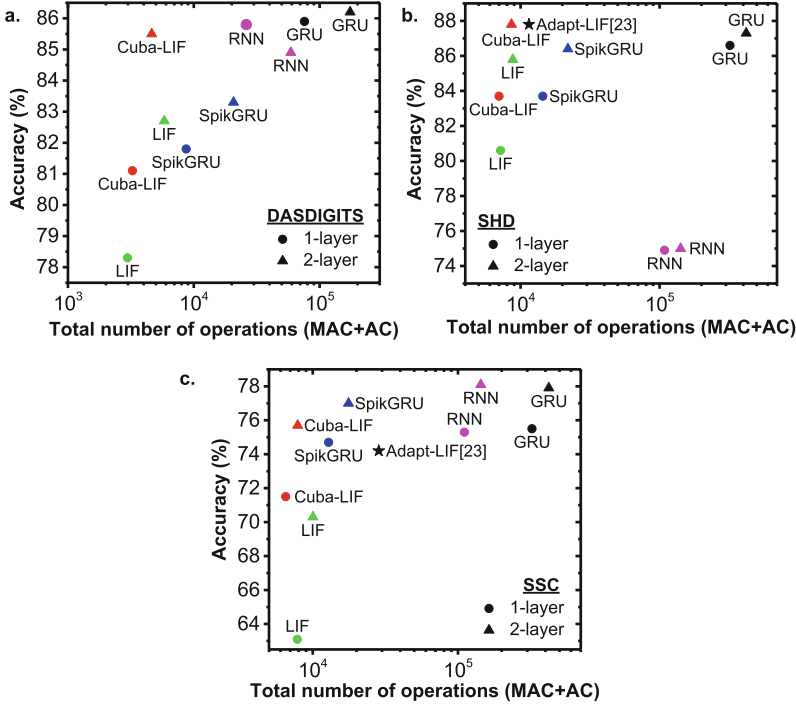 a.
86
85
84
83
82
81
80
79
78
10³
10⁴
10⁵
Accuracy (%)
Total number of operations (MAC+AC)
Cuba-LIF
RNN
GRU
GRU
RNN
SpikGRU
LIF
SpikGRU
Cuba-LIF
LIF
DASDIGITS
1-layer
2-layer
b.
88
86
84
82
80
78
76
74
10⁴
10⁵
Accuracy (%)
Total number of operations (MAC+AC)
Adapt-LIF[23]
GRU
Cuba-LIF
SpikGRU
GRU
LIF
SpikGRU
Cuba-LIF
LIF
SHD
1-layer
2-layer
RNN
RNN
c.
78
76
74
72
70
68
66
64
10⁴
10⁵
Accuracy (%)
Total number of operations (MAC+AC)
SpikGRU
RNN
GRU
Cuba-LIF
RNN
SpikGRU
Adapt-LIF[23]
GRU
Cuba-LIF
LIF
LIF
SSC
1-layer
2-layer